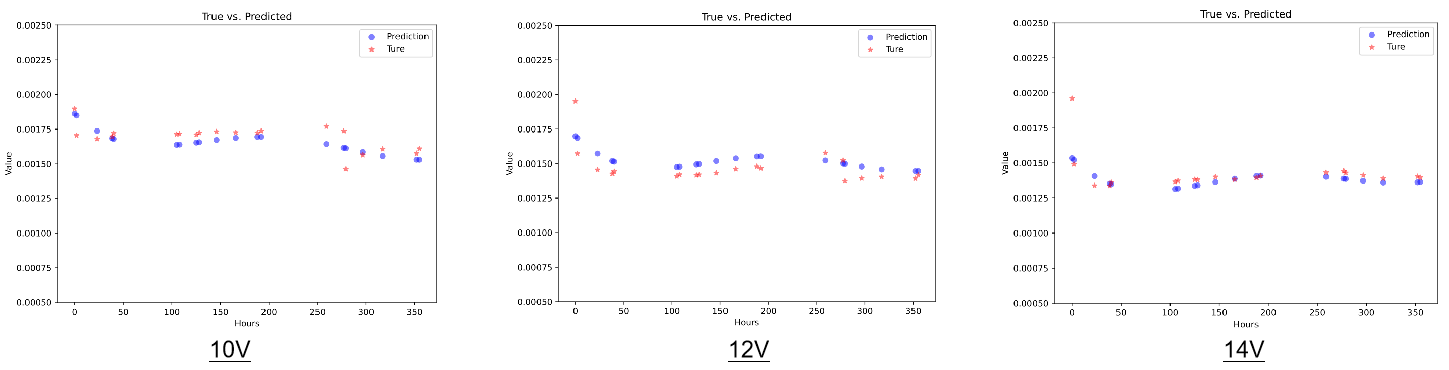 True vs. Predicted
0.00250
0.00225
0.00200
0.00175
0.00150
0.00125
0.00100
0.00075
0.00050
Value
Prediction
Ture
0 50 100 150 200 250 300 350
Hours
10V
True vs. Predicted
0.00250
0.00225
0.00200
0.00175
0.00150
0.00125
0.00100
0.00075
0.00050
Value
Prediction
Ture
0 50 100 150 200 250 300 350
Hours
12V
True vs. Predicted
0.00250
0.00225
0.00200
0.00175
0.00150
0.00125
0.00100
0.00075
0.00050
Value
Prediction
Ture
0 50 100 150 200 250 300 350
Hours
14V